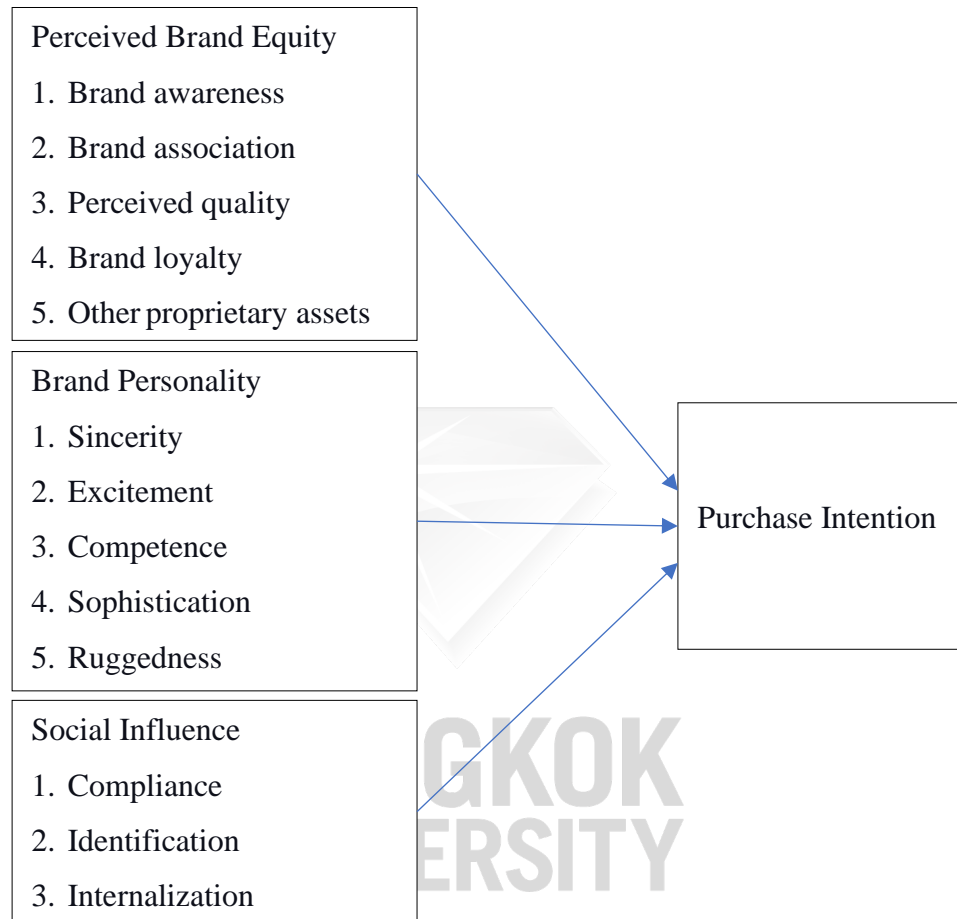 Perceived Brand Equity
1. Brand awareness
2. Brand association
3. Perceived quality
4. Brand loyalty
5. Other proprietary assets
Brand Personality
1. Sincerity
2. Excitement
3. Competence
4. Sophistication
5. Ruggedness
Purchase Intention
Social Influence
1. Compliance
2. Identification
3. Internalization
GKOK
ERSITY